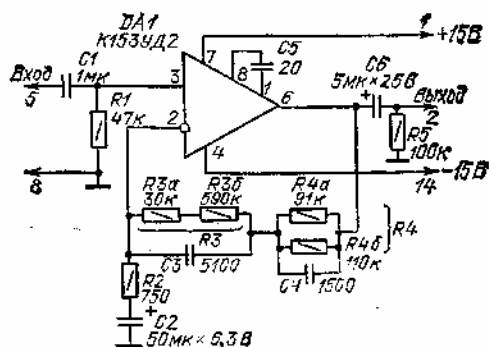 DA1
К153УД2
C1
1мк
Вход
5
R1
47к
8
3
2
7
8
C5
20
1
6
4
1
+15В
C6
5мк×25В
+
Выход
2
R5
100к
14
-15В
R3а
30к
R3б
590к
R3
C3
5100
R4а
91к
R4б
110к
R4
C4
1500
R2
750
+
C2
50мк×6,3В